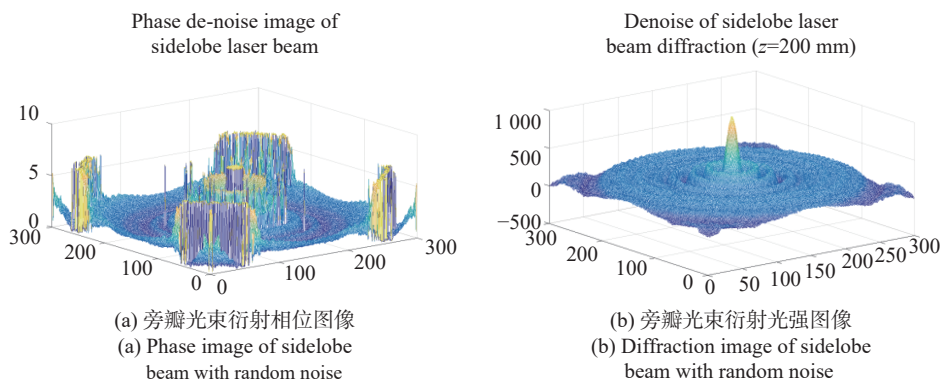 Phase de-noise image of
sidelobe laser beam
10
5
0
300
200
100
0
0
100
200
300
(a) 旁瓣光束衍射相位图像
(a) Phase image of sidelobe
beam with random noise
Denoise of sidelobe laser
beam diffraction (z=200 mm)
1 000
500
0
−500
300
200
100
0
0
50
100
150
200
250
300
(b) 旁瓣光束衍射光强图像
(b) Diffraction image of sidelobe
beam with random noise